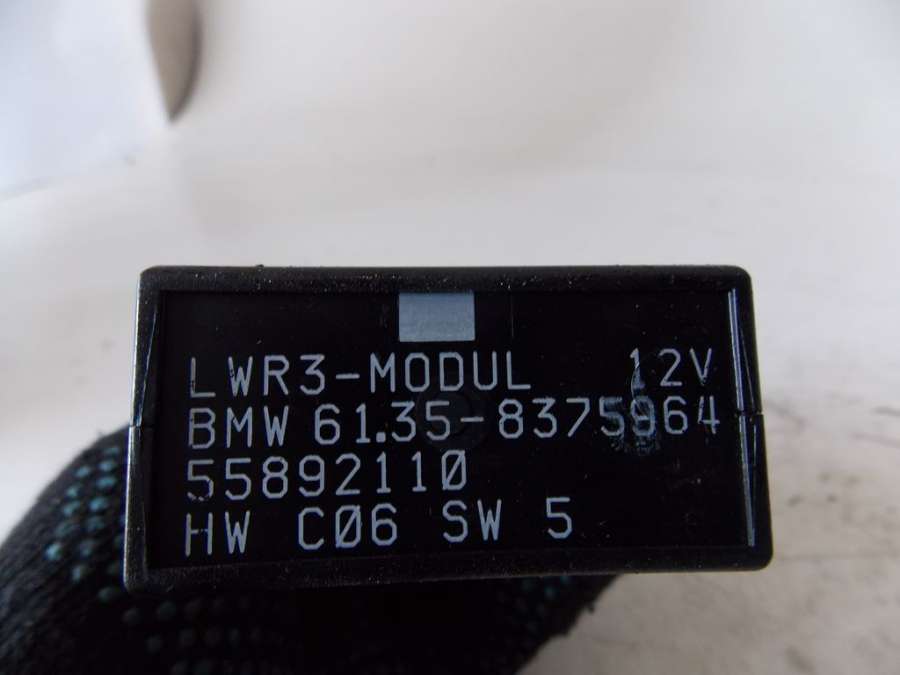 LWR3-MODUL 12V
BMW 61.35-8375964
55892110
HW C06 SW 5